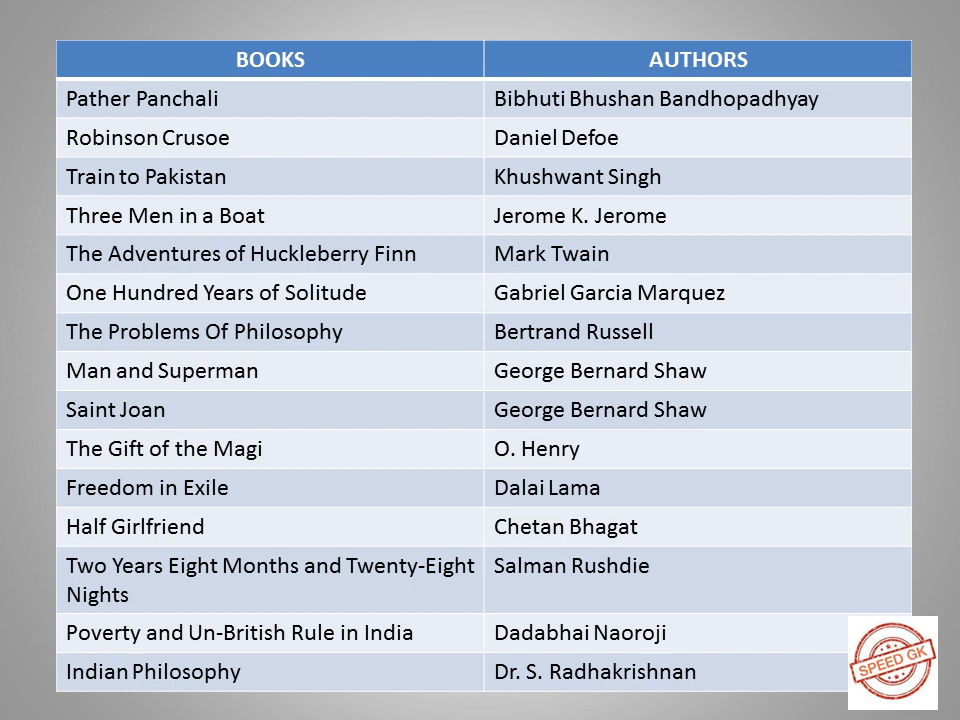 BOOKS AUTHORS
Pather Panchali Bibhuti Bhushan Bandhopadhyay
Robinson Crusoe Daniel Defoe
Train to Pakistan Khushwant Singh
Three Men in a Boat Jerome K. Jerome
The Adventures of Huckleberry Finn Mark Twain
One Hundred Years of Solitude Gabriel Garcia Marquez
The Problems Of Philosophy Bertrand Russell
Man and Superman George Bernard Shaw
Saint Joan George Bernard Shaw
The Gift of the Magi O. Henry
Freedom in Exile Dalai Lama
Half Girlfriend Chetan Bhagat
Two Years Eight Months and Twenty-Eight Salman Rushdie
Nights
Poverty and Un-British Rule in India Dadabhai Naoroji
Indian Philosophy Dr. S. Radhakrishnan
SPEED GK